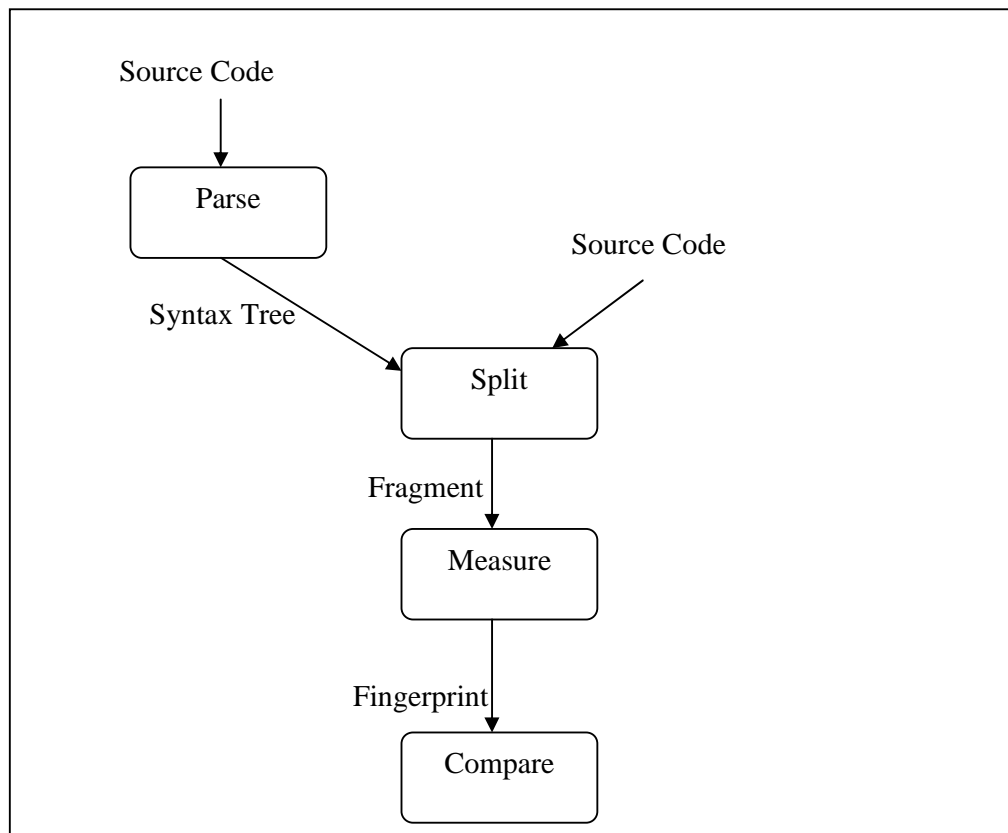 Source Code
Parse
Source Code
Syntax Tree
Split
Fragment
Measure
Fingerprint
Compare